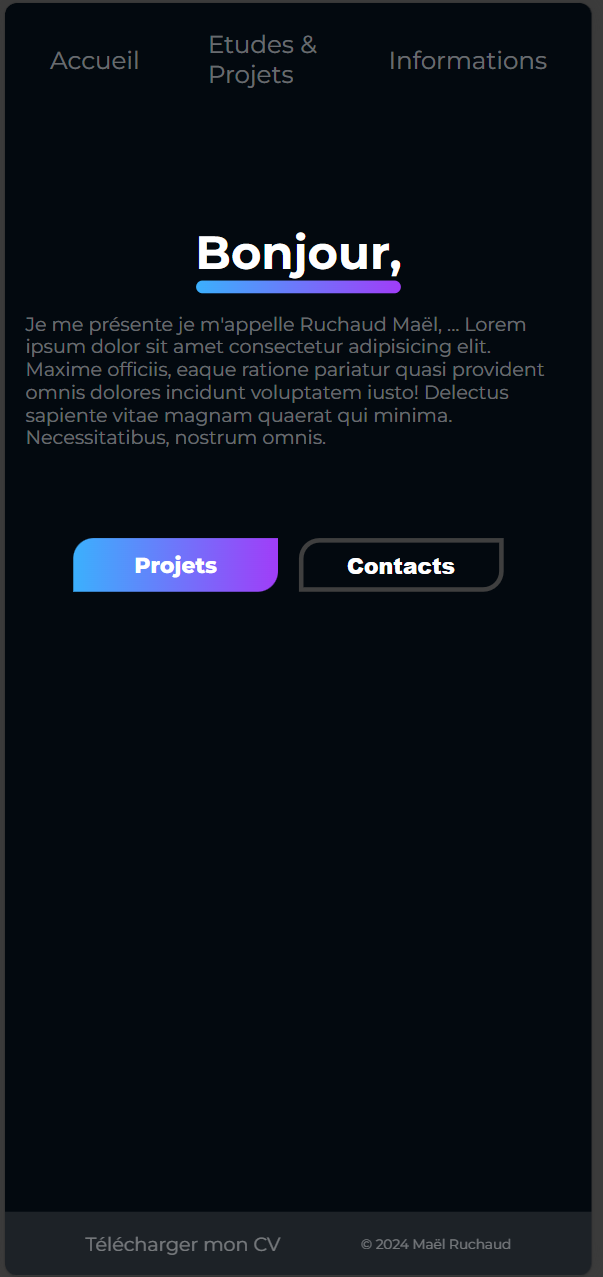 Accueil
Etudes &
Projets
Informations
Bonjour,
Je me présente je m'appelle Ruchaud Maël, ... Lorem
ipsum dolor sit amet consectetur adipisicing elit.
Maxime officiis, eaque ratione pariatur quasi provident
omnis dolores incidunt voluptatem iusto! Delectus
sapiente vitae magnam quaerat qui minima.
Necessitatibus, nostrum omnis.
Projets
Contacts
Télécharger mon CV
© 2024 Maël Ruchaud